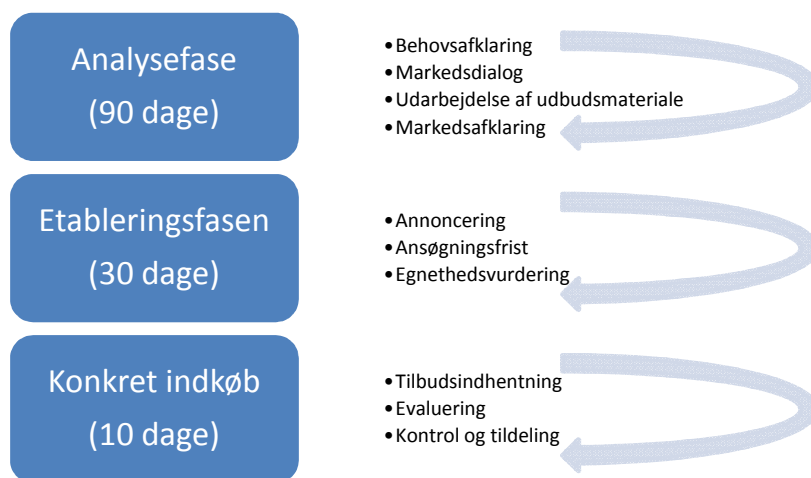 Analysefase
(90 dage)
•Behovsafklaring
•Markedsdialog
•Udarbejdelse af udbudsmateriale
•Markedsafklaring
Etableringsfasen
(30 dage)
•Annoncering
•Ansøgningsfrist
•Egnethedsvurdering
Konkret indkøb
(10 dage)
•Tilbudsindhentning
•Evaluering
•Kontrol og tildeling